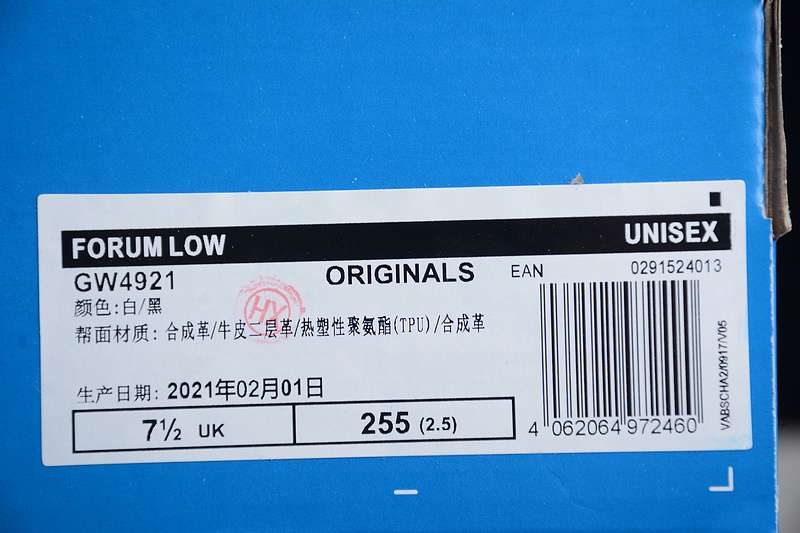 FORUM LOW
UNISEX
GW4921
ORIGINALS
EAN
0291524013
颜色:白/黑
HX
帮面材质: 合成革/牛皮二层革/热塑性聚氨酯(TPU)/合成革
生产日期: 2021年02月01日
7½ UK
255 (2.5)
4 062064 972460
VABSCHA2/0917/V05